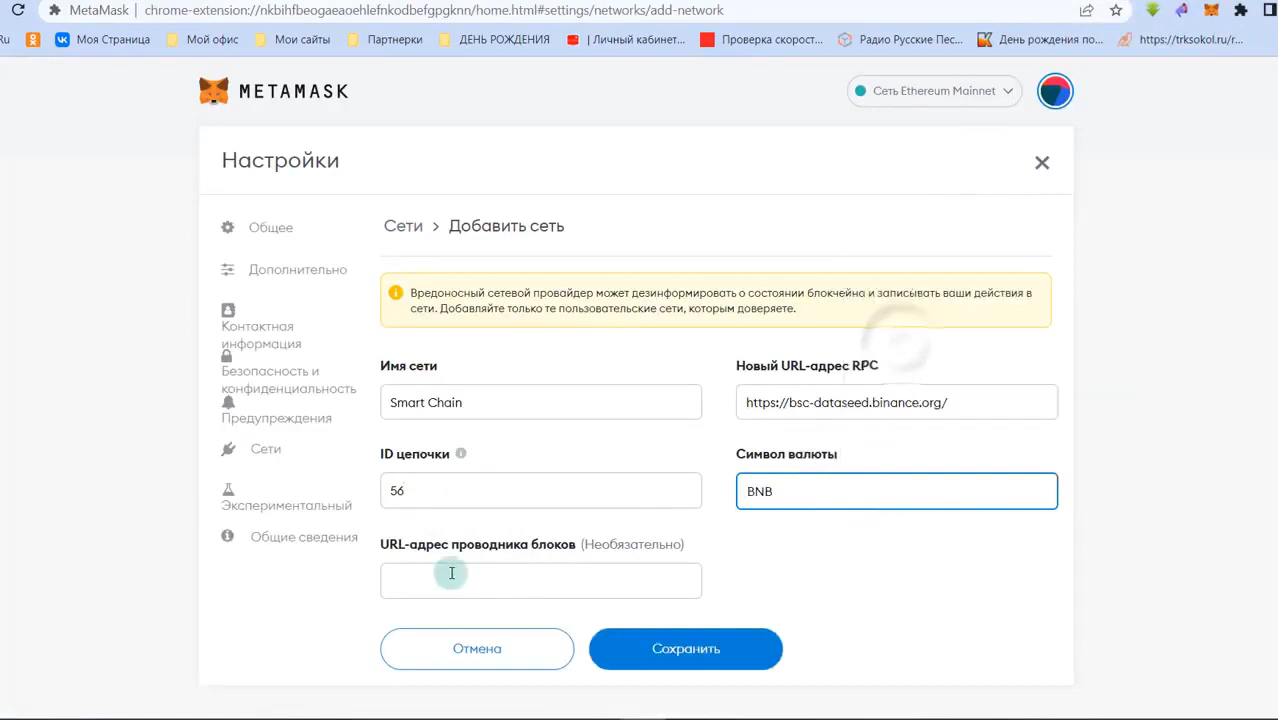 MetaMask | chrome-extension://nkbihfbeogaeaoehlefnkodbefgpgknn/home.html#settings/networks/add-network
Ru Моя Страница Мой офис Мои сайты Партнерки ДЕНЬ РОЖДЕНИЯ | Личный кабинет... Проверка скорост... Радио Русские Пес... День рождения по... https://trksokol.ru/r...
METAMASK
Сеть Ethereum Mainnet
Настройки
Общее
Дополнительно
Контактная
информация
Безопасность и
конфиденциальность
Предупреждения
Сети
Экспериментальный
Общие сведения
Сети > Добавить сеть
Вредоносный сетевой провайдер может дезинформировать о состоянии блокчейна и записывать ваши действия в
сети. Добавляйте только те пользовательские сети, которым доверяете.
Имя сети
Smart Chain
Новый URL-адрес RPC
https://bsc-dataseed.binance.org/
ID цепочки
56
Символ валюты
BNB
URL-адрес проводника блоков (Необязательно)
Отмена
Сохранить